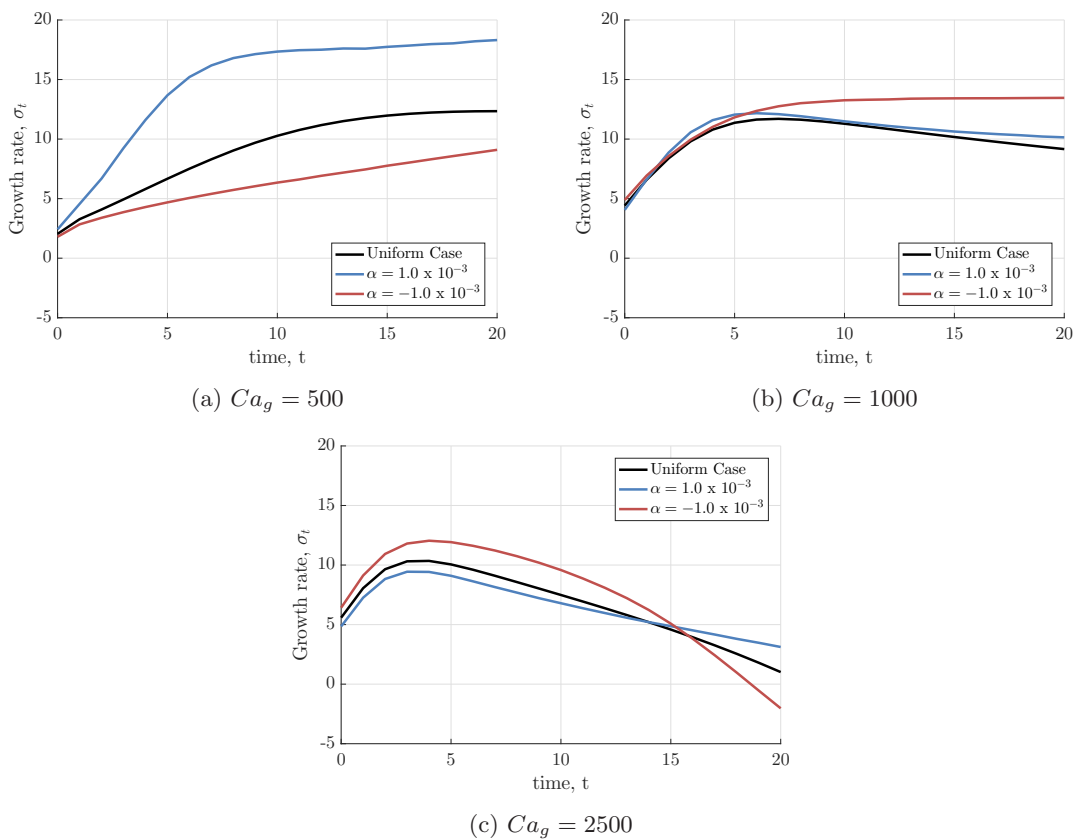 20
15
10
5
0
-5
Growth rate, σₜ
0 5 10 15 20
time, t
Uniform Case
α = 1.0 x 10⁻³
α = −1.0 x 10⁻³
(a) Ca_g = 500
20
15
10
5
0
-5
Growth rate, σₜ
0 5 10 15 20
time, t
Uniform Case
α = 1.0 x 10⁻³
α = −1.0 x 10⁻³
(b) Ca_g = 1000
20
15
10
5
0
-5
Growth rate, σₜ
0 5 10 15 20
time, t
Uniform Case
α = 1.0 x 10⁻³
α = −1.0 x 10⁻³
(c) Ca_g = 2500